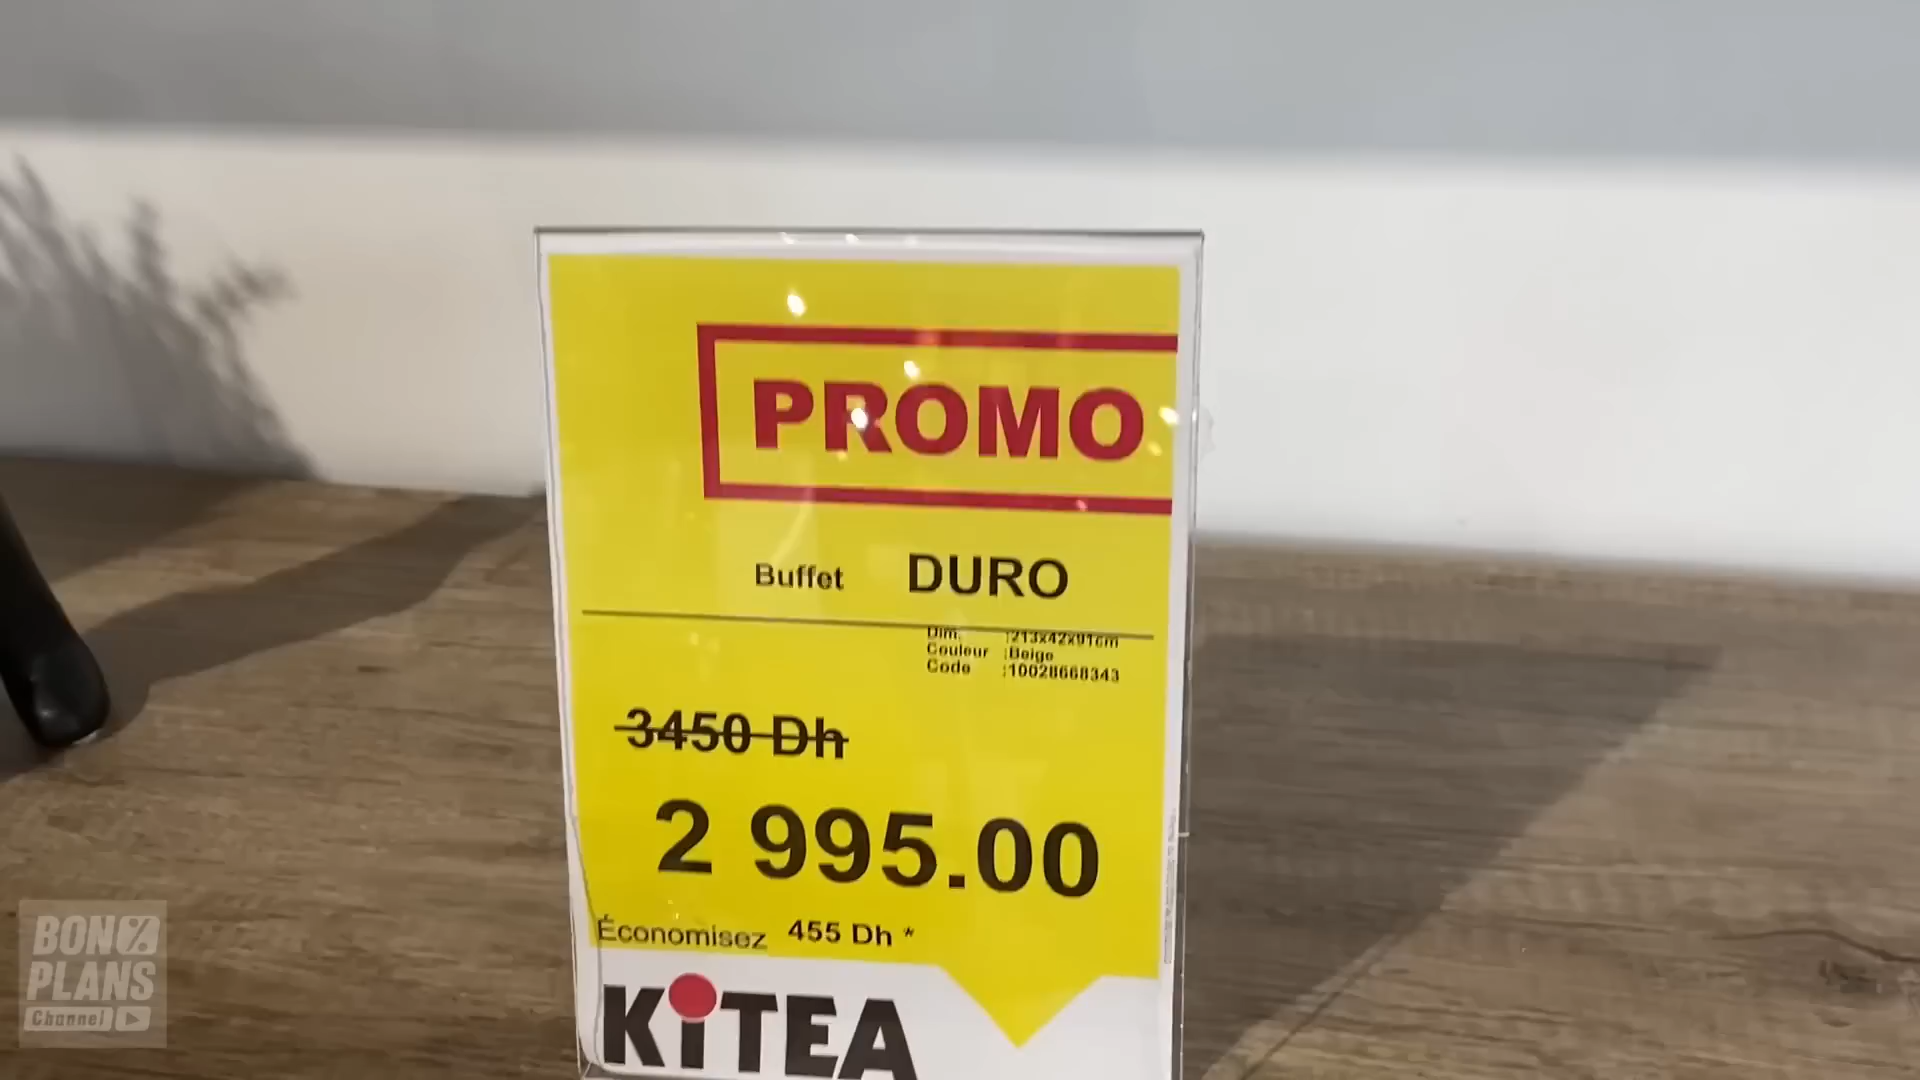 PROMO
Buffet DURO
Dim. :213x42x91cm
Couleur :Beige
Code :10028668343
3450 Dh
2 995.00
Économisez 455 Dh *
KiTEA
BON%
PLANS
Channel